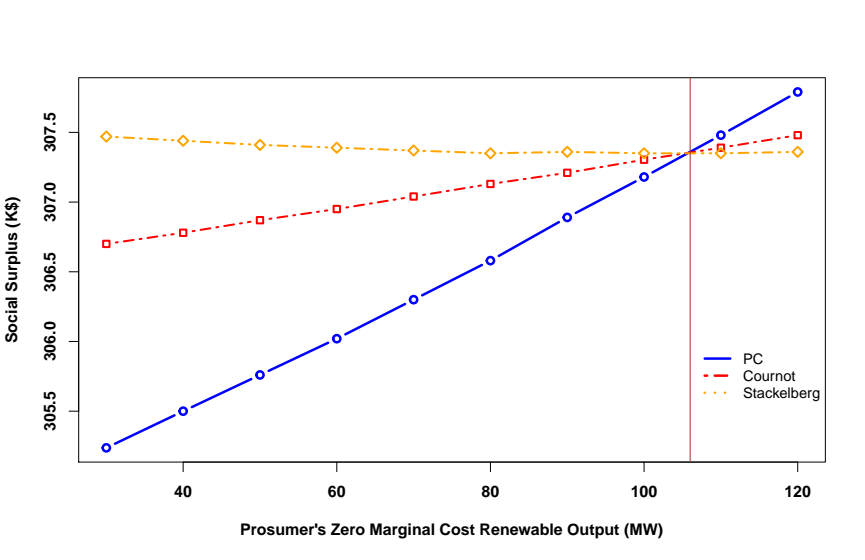 Social Surplus (K$)
307.5
307.0
306.5
306.0
305.5
PC
Cournot
Stackelberg
40 60 80 100 120
Prosumer's Zero Marginal Cost Renewable Output (MW)